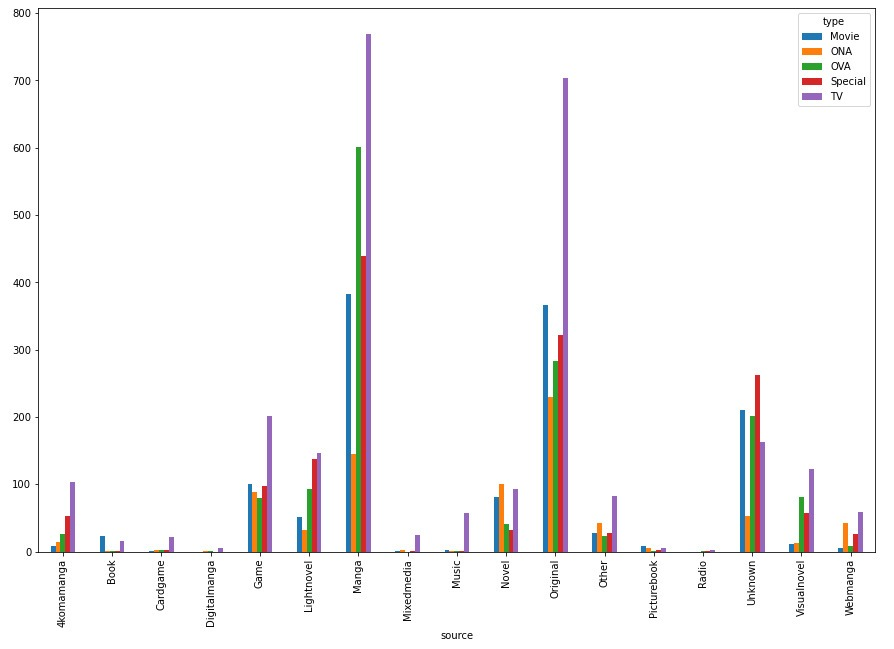 800
700
600
500
400
300
200
100
0
type
Movie
ONA
OVA
Special
TV
4komamanga
Book
Cardgame
Digitalmanga
Game
Lightnovel
Manga
Mixedmedia
Music
Novel
Original
Other
Picturebook
Radio
Unknown
Visualnovel
Webmanga
source